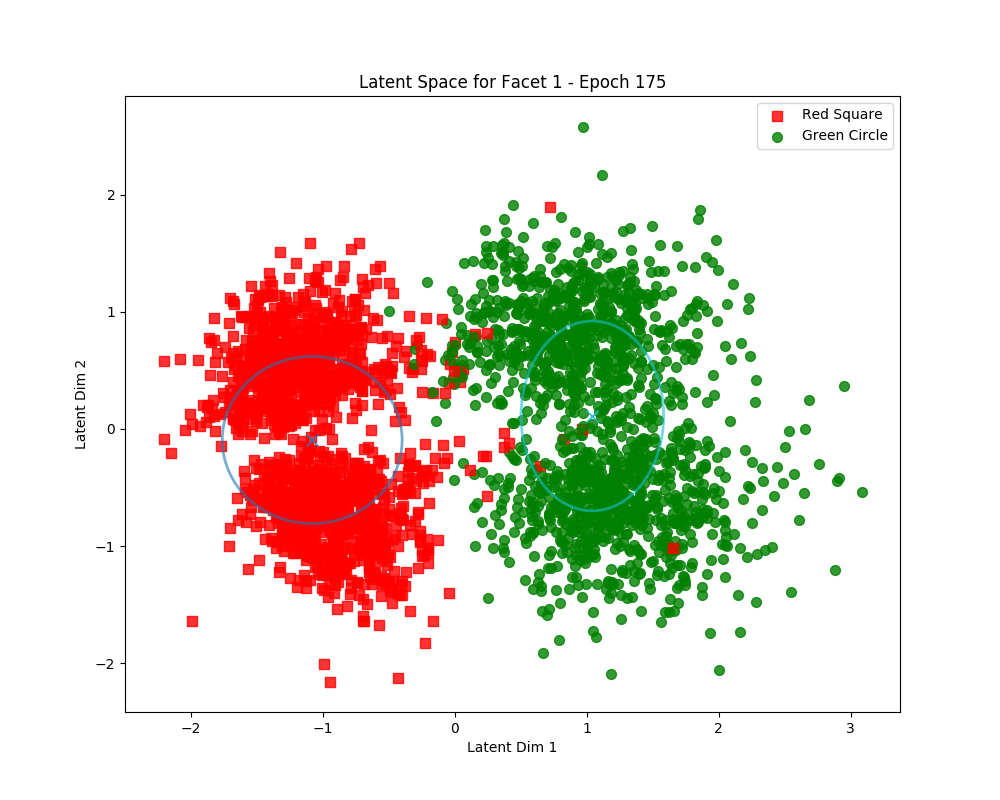 Latent Space for Facet 1 - Epoch 175
Red Square
Green Circle
2
1
0
−1
−2
Latent Dim 2
−2
−1
0
1
2
3
Latent Dim 1